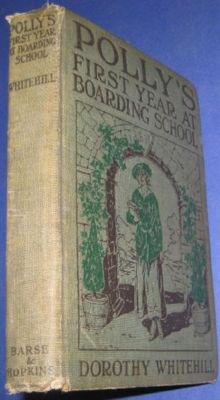 POLLY'S
FIRST YEAR
AT BOARDING
SCHOOL
WHITEHILL
BARSE
&
HOPKINS
POLLY'S
FIRST YEAR AT
BOARDING SCHOOL
DOROTHY WHITEHILL